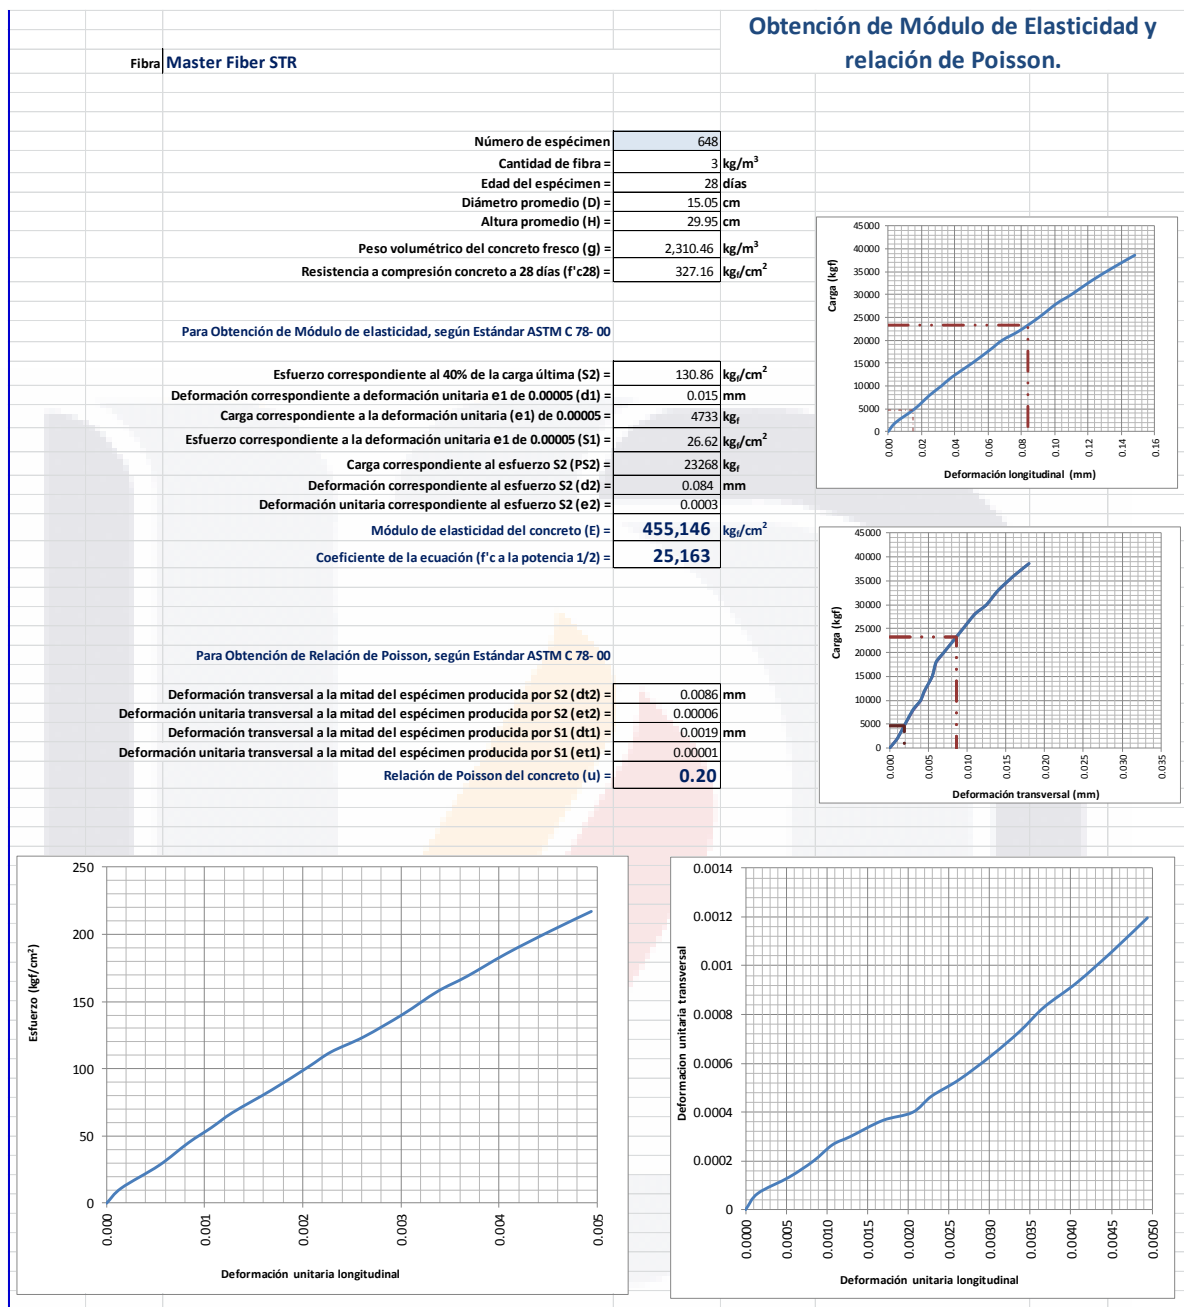 Obtención de Módulo de Elasticidad y
relación de Poisson.
Fibra Master Fiber STR
Número de espécimen 648
Cantidad de fibra = 3 kg/m³
Edad del espécimen = 28 días
Diámetro promedio (D) = 15.05 cm
Altura promedio (H) = 29.95 cm
Peso volumétrico del concreto fresco (g) = 2,310.46 kg/m³
Resistencia a compresión concreto a 28 días (f'c28) = 327.16 kgf/cm²
Para Obtención de Módulo de elasticidad, según Estándar ASTM C 78- 00
Esfuerzo correspondiente al 40% de la carga última (S2) = 130.86 kgf/cm²
Deformación correspondiente a deformación unitaria e1 de 0.00005 (d1) = 0.015 mm
Carga correspondiente a la deformación unitaria (e1) de 0.00005 = 4733 kgf
Esfuerzo correspondiente a la deformación unitaria e1 de 0.00005 (S1) = 26.62 kgf/cm²
Carga correspondiente al esfuerzo S2 (PS2) = 23268 kgf
Deformación correspondiente al esfuerzo S2 (d2) = 0.084 mm
Deformación unitaria correspondiente al esfuerzo S2 (e2) = 0.0003
Módulo de elasticidad del concreto (E) = 455,146 kgf/cm²
Coeficiente de la ecuación (f'c a la potencia 1/2) = 25,163
Para Obtención de Relación de Poisson, según Estándar ASTM C 78- 00
Deformación transversal a la mitad del espécimen producida por S2 (dt2) = 0.0086 mm
Deformación unitaria transversal a la mitad del espécimen producida por S2 (et2) = 0.00006
Deformación transversal a la mitad del espécimen producida por S1 (dt1) = 0.0019 mm
Deformación unitaria transversal a la mitad del espécimen producida por S1 (et1) = 0.00001
Relación de Poisson del concreto (u) = 0.20
Carga (kgf)
45000
40000
35000
30000
25000
20000
15000
10000
5000
0
0.00 0.02 0.04 0.06 0.08 0.10 0.12 0.14 0.16
Deformación longitudinal (mm)
Carga (kgf)
45000
40000
35000
30000
25000
20000
15000
10000
5000
0
0.000 0.005 0.010 0.015 0.020 0.025 0.030 0.035
Deformación transversal (mm)
Esfuerzo (kgf/cm²)
250
200
150
100
50
0
0.000 0.001 0.002 0.003 0.004 0.005
Deformación unitaria longitudinal
Deformacion unitaria transversal
0.0014
0.0012
0.001
0.0008
0.0006
0.0004
0.0002
0
0.0000 0.0005 0.0010 0.0015 0.0020 0.0025 0.0030 0.0035 0.0040 0.0045 0.0050
Deformación unitaria longitudinal